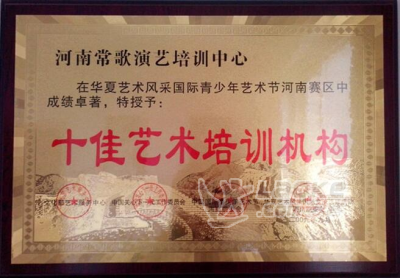 河南常歌演艺培训中心
在华夏艺术风采国际青少年艺术节河南赛区中
成绩卓著，特授予：
十佳艺术培训机构